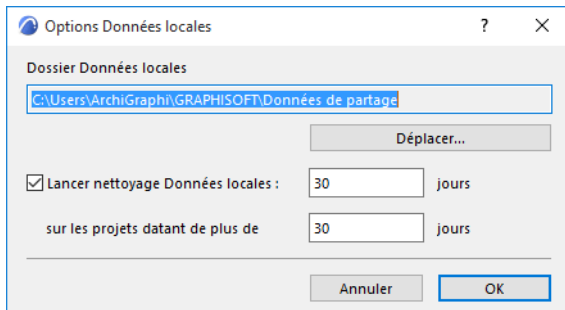 Options Données locales
Dossier Données locales
C:\Users\ArchiGraphi\GRAPHISOFT\Données de partage
Déplacer...
Lancer nettoyage Données locales : 30 jours
sur les projets datant de plus de 30 jours
Annuler OK